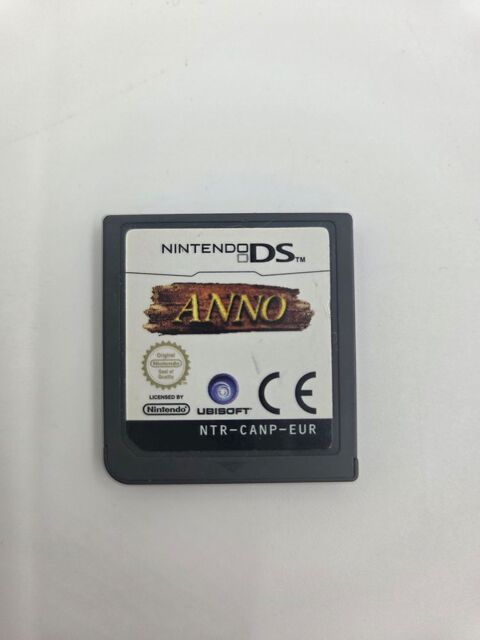 NINTENDO DS TM
ANNO
Original
Nintendo
Seal of
Quality
LICENSED BY
Nintendo
UBISOFT
CE
NTR-CANP-EUR